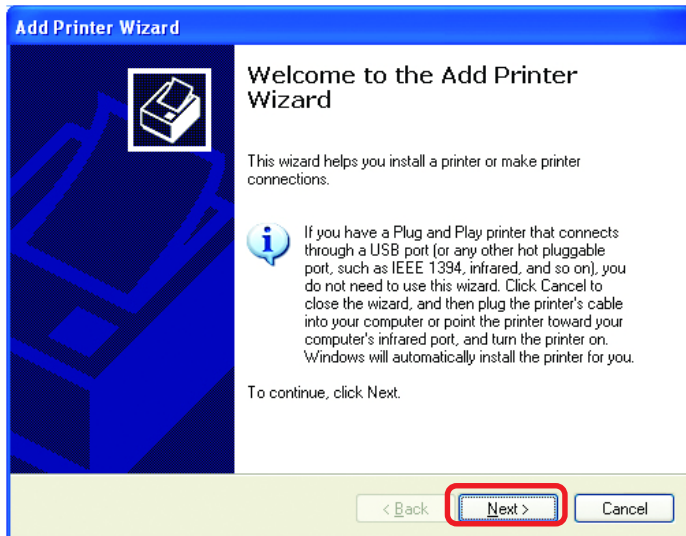 Add Printer Wizard
Welcome to the Add Printer
Wizard
This wizard helps you install a printer or make printer
connections.
If you have a Plug and Play printer that connects
through a USB port (or any other hot pluggable
port, such as IEEE 1394, infrared, and so on), you
do not need to use this wizard. Click Cancel to
close the wizard, and then plug the printer's cable
into your computer or point the printer toward your
computer's infrared port, and turn the printer on.
Windows will automatically install the printer for you.
To continue, click Next.
< Back
Next >
Cancel